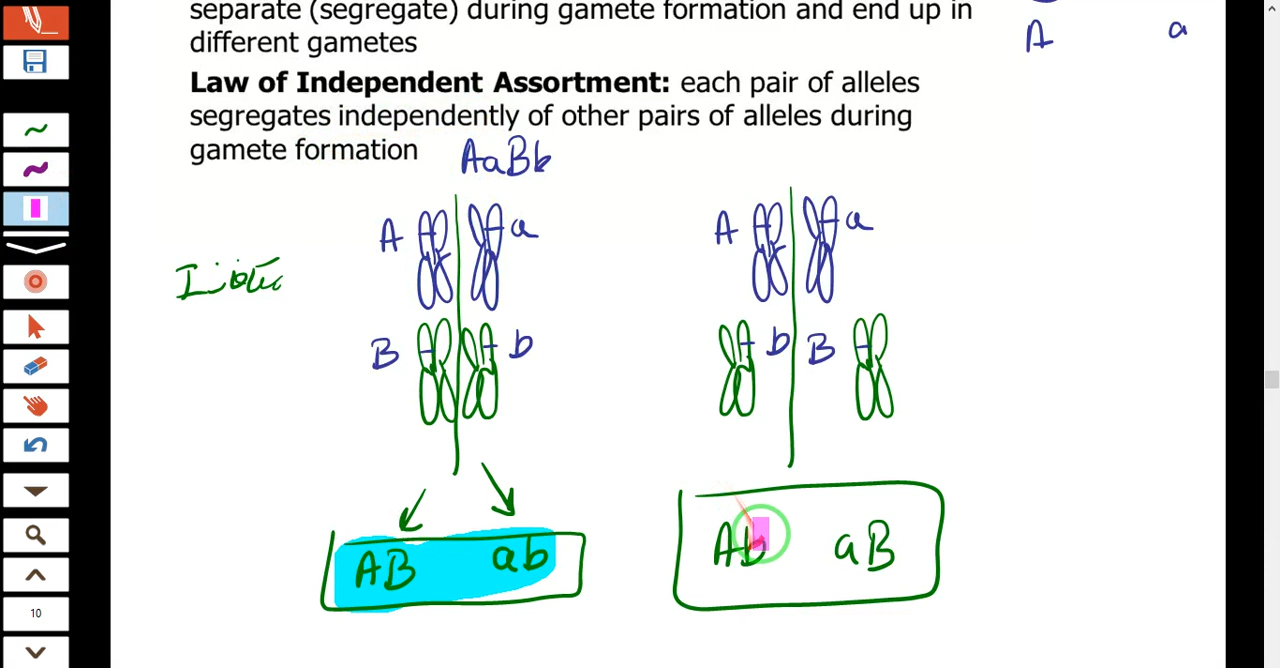 separate (segregate) during gamete formation and end up in
different gametes
A a
Law of Independent Assortment: each pair of alleles
segregates independently of other pairs of alleles during
gamete formation
AaBb
A a A a
B b b B
AB ab Ab aB
10